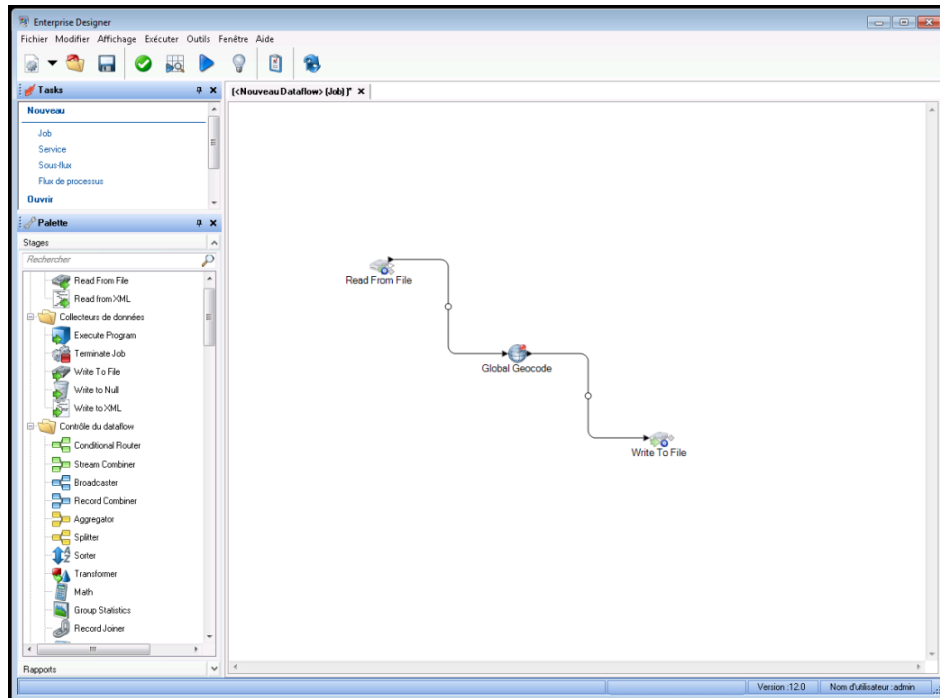 Enterprise Designer
Fichier Modifier Affichage Exécuter Outils Fenêtre Aide
Tasks
Nouveau
Job
Service
Sous-flux
Flux de processus
Ouvrir
Palette
Stages
Rechercher
Read From File
Read from XML
Collecteurs de données
Execute Program
Terminate Job
Write To File
Write to Null
Write to XML
Contrôle du dataflow
Conditional Router
Stream Combiner
Broadcaster
Record Combiner
Aggregator
Splitter
Sorter
Transformer
Math
Group Statistics
Record Joiner
Rapports
[<Nouveau Dataflow> (Job)]*
Read From File
Global Geocode
Write To File
Version :12.0 Nom d'utilisateur :admin